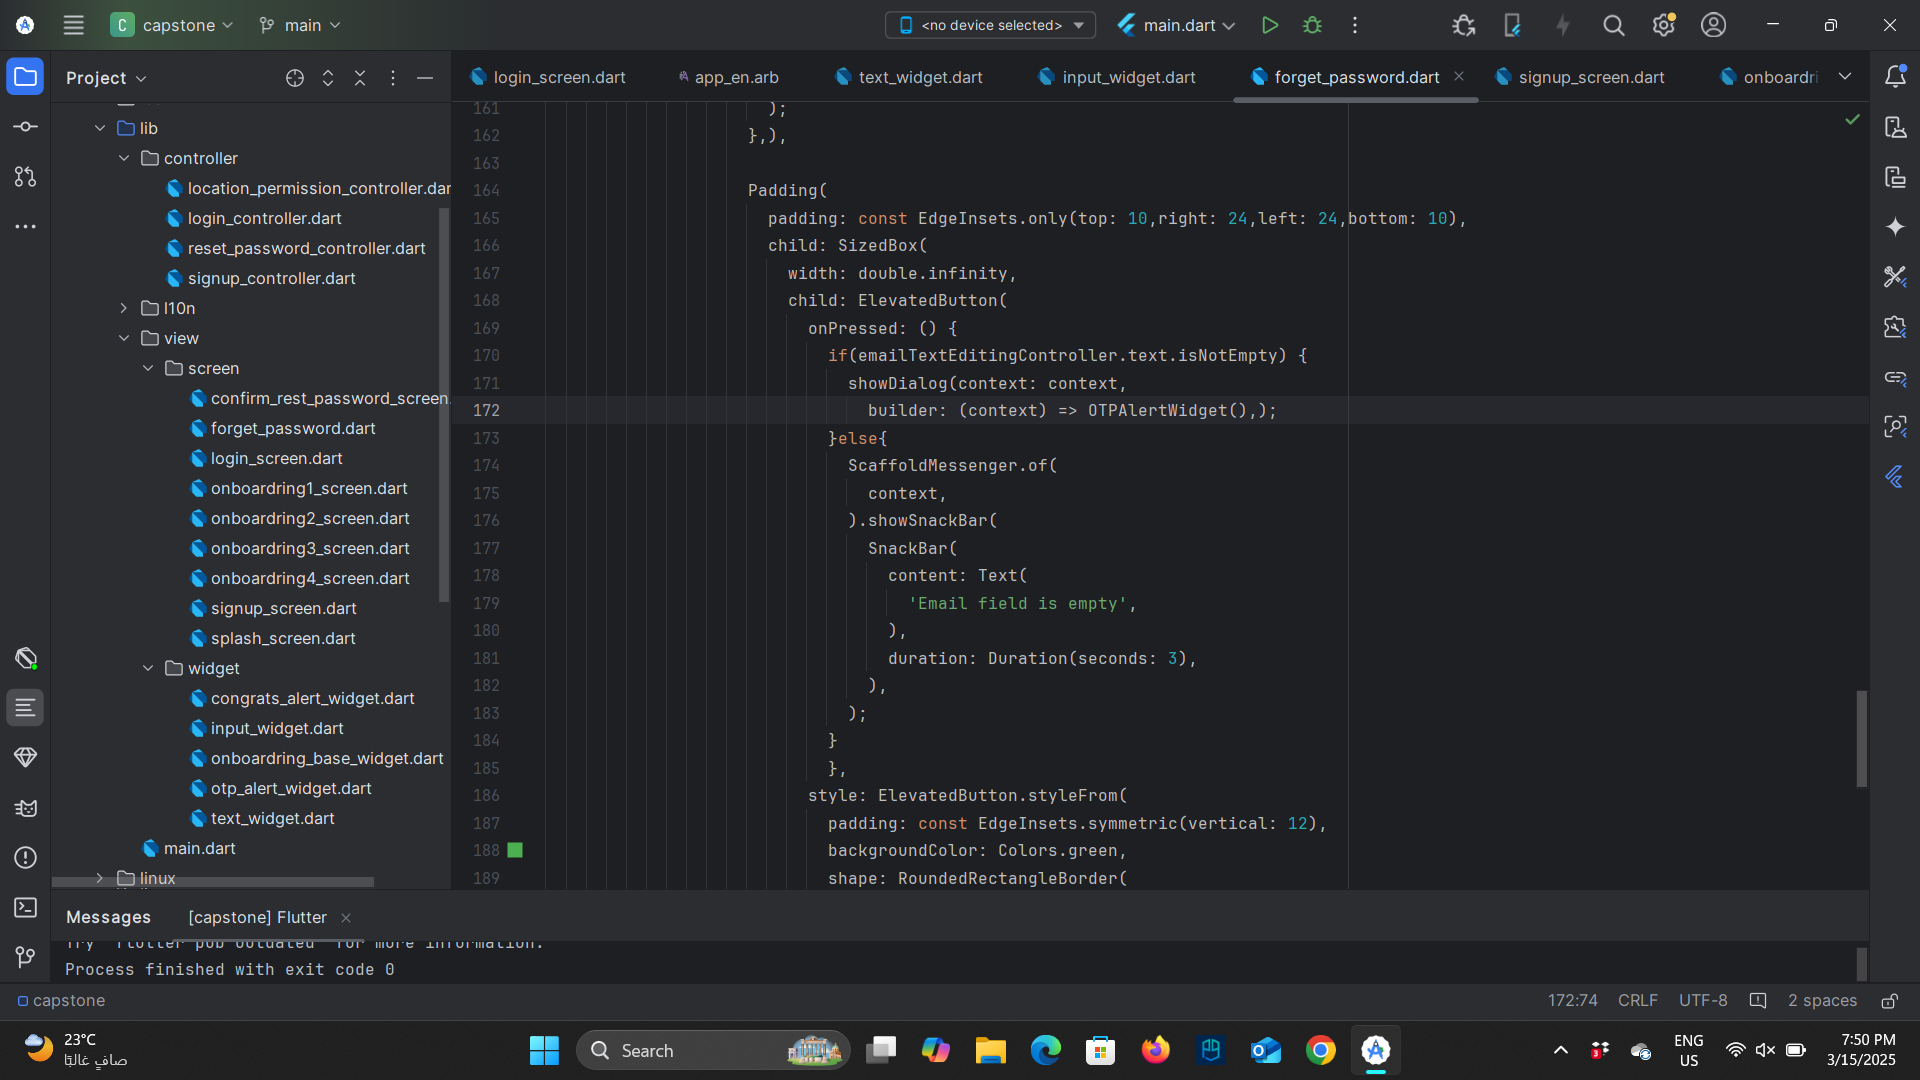 C capstone main <no device selected> main.dart
Project
login_screen.dart app_en.arb text_widget.dart input_widget.dart forget_password.dart signup_screen.dart onboardri
lib
controller
location_permission_controller.dar
login_controller.dart
reset_password_controller.dart
signup_controller.dart
l10n
view
screen
confirm_rest_password_screen.
forget_password.dart
login_screen.dart
onboardring1_screen.dart
onboardring2_screen.dart
onboardring3_screen.dart
onboardring4_screen.dart
signup_screen.dart
splash_screen.dart
widget
congrats_alert_widget.dart
input_widget.dart
onboardring_base_widget.dart
otp_alert_widget.dart
text_widget.dart
main.dart
linux
161 );
162 },),
163
164 Padding(
165 padding: const EdgeInsets.only(top: 10,right: 24,left: 24,bottom: 10),
166 child: SizedBox(
167 width: double.infinity,
168 child: ElevatedButton(
169 onPressed: () {
170 if(emailTextEditingController.text.isNotEmpty) {
171 showDialog(context: context,
172 builder: (context) => OTPAlertWidget(),);
173 }else{
174 ScaffoldMessenger.of(
175 context,
176 ).showSnackBar(
177 SnackBar(
178 content: Text(
179 'Email field is empty',
180 ),
181 duration: Duration(seconds: 3),
182 ),
183 );
184 }
185 },
186 style: ElevatedButton.styleFrom(
187 padding: const EdgeInsets.symmetric(vertical: 12),
188 backgroundColor: Colors.green,
189 shape: RoundedRectangleBorder(
Messages [capstone] Flutter
Try `flutter pub outdated` for more information.
Process finished with exit code 0
capstone 172:74 CRLF UTF-8 2 spaces
23°C
صافٍ غالبًا
Search
ENG
US
7:50 PM
3/15/2025